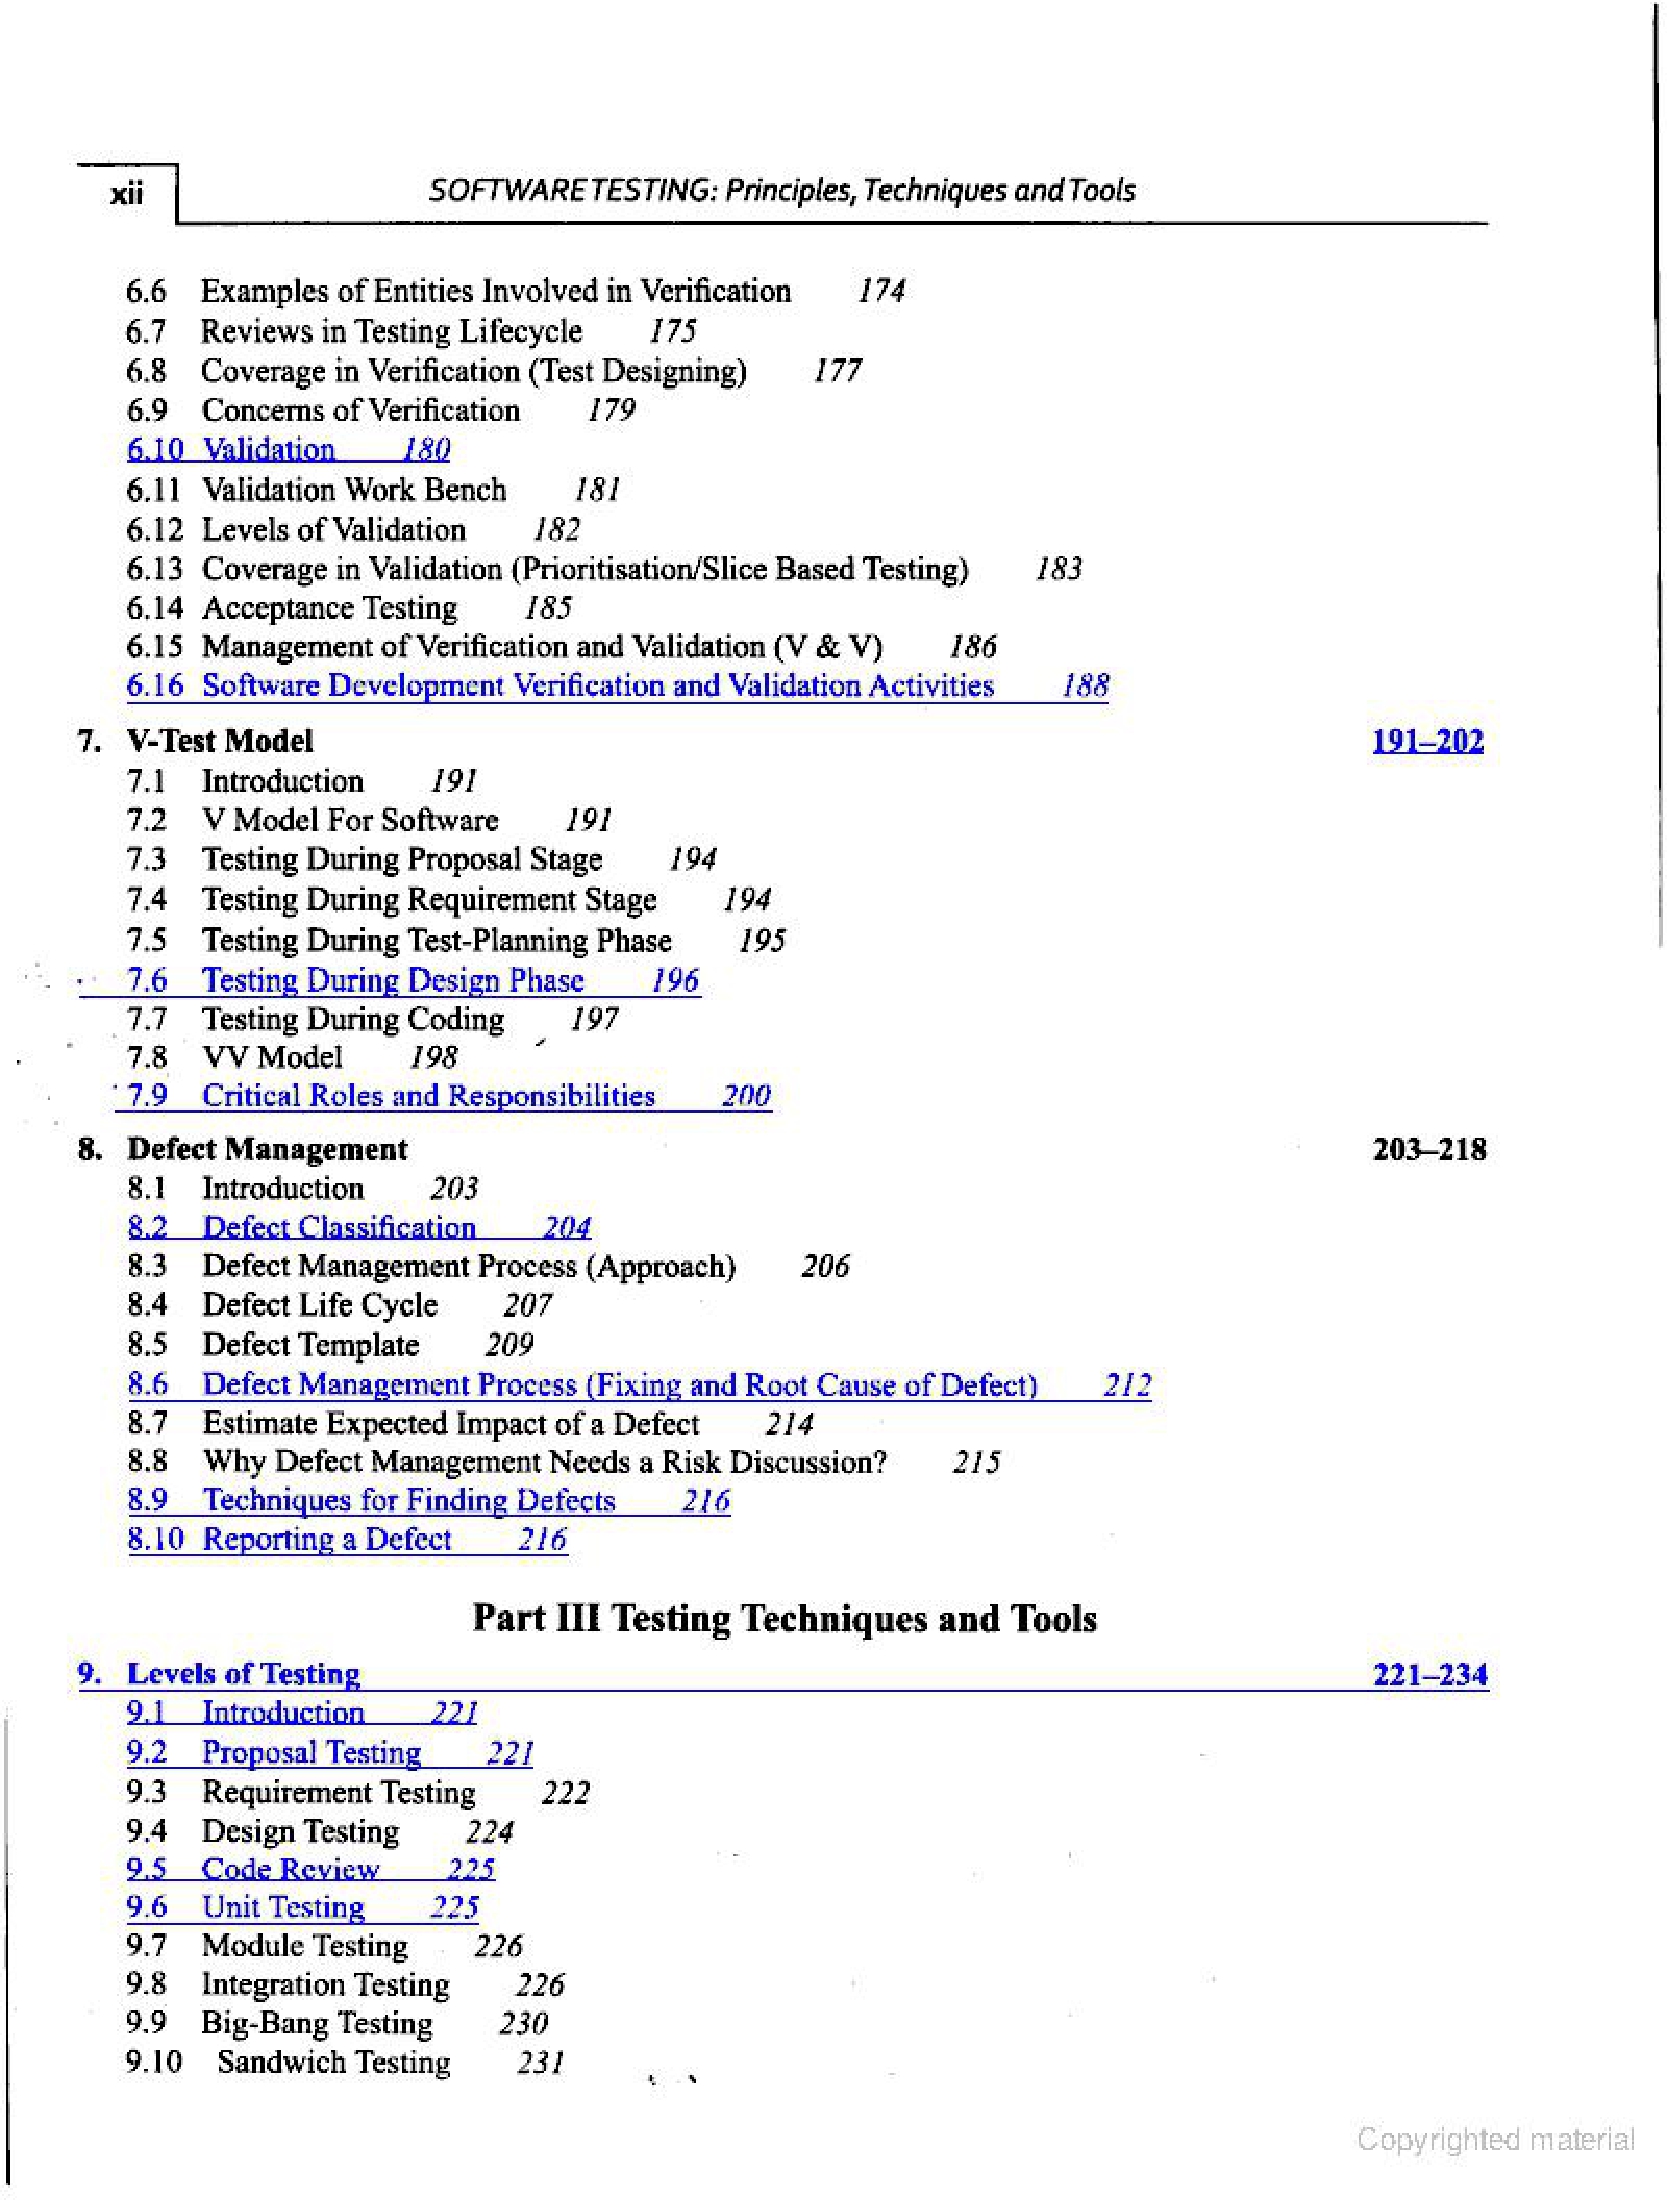 xii
SOFTWARE TESTING: Principles, Techniques and Tools
6.6 Examples of Entities Involved in Verification 174
6.7 Reviews in Testing Lifecycle 175
6.8 Coverage in Verification (Test Designing) 177
6.9 Concerns of Verification 179
6.10 Validation 180
6.11 Validation Work Bench 181
6.12 Levels of Validation 182
6.13 Coverage in Validation (Prioritisation/Slice Based Testing) 183
6.14 Acceptance Testing 185
6.15 Management of Verification and Validation (V & V) 186
6.16 Software Development Verification and Validation Activities 188
7. V-Test Model 191–202
7.1 Introduction 191
7.2 V Model For Software 191
7.3 Testing During Proposal Stage 194
7.4 Testing During Requirement Stage 194
7.5 Testing During Test-Planning Phase 195
7.6 Testing During Design Phase 196
7.7 Testing During Coding 197
7.8 VV Model 198
7.9 Critical Roles and Responsibilities 200
8. Defect Management 203–218
8.1 Introduction 203
8.2 Defect Classification 204
8.3 Defect Management Process (Approach) 206
8.4 Defect Life Cycle 207
8.5 Defect Template 209
8.6 Defect Management Process (Fixing and Root Cause of Defect) 212
8.7 Estimate Expected Impact of a Defect 214
8.8 Why Defect Management Needs a Risk Discussion? 215
8.9 Techniques for Finding Defects 216
8.10 Reporting a Defect 216
Part III Testing Techniques and Tools
9. Levels of Testing 221–234
9.1 Introduction 221
9.2 Proposal Testing 221
9.3 Requirement Testing 222
9.4 Design Testing 224
9.5 Code Review 225
9.6 Unit Testing 225
9.7 Module Testing 226
9.8 Integration Testing 226
9.9 Big-Bang Testing 230
9.10 Sandwich Testing 231
Copyrighted material